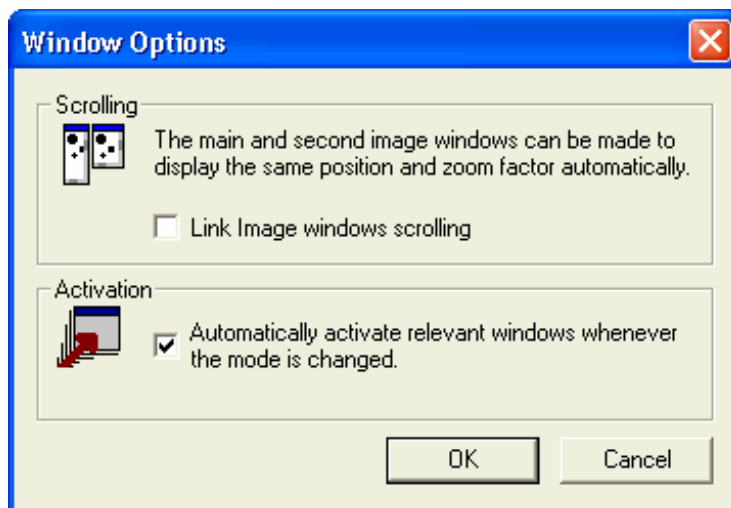 Window Options
Scrolling
The main and second image windows can be made to
display the same position and zoom factor automatically.
Link Image windows scrolling
Activation
Automatically activate relevant windows whenever
the mode is changed.
OK
Cancel